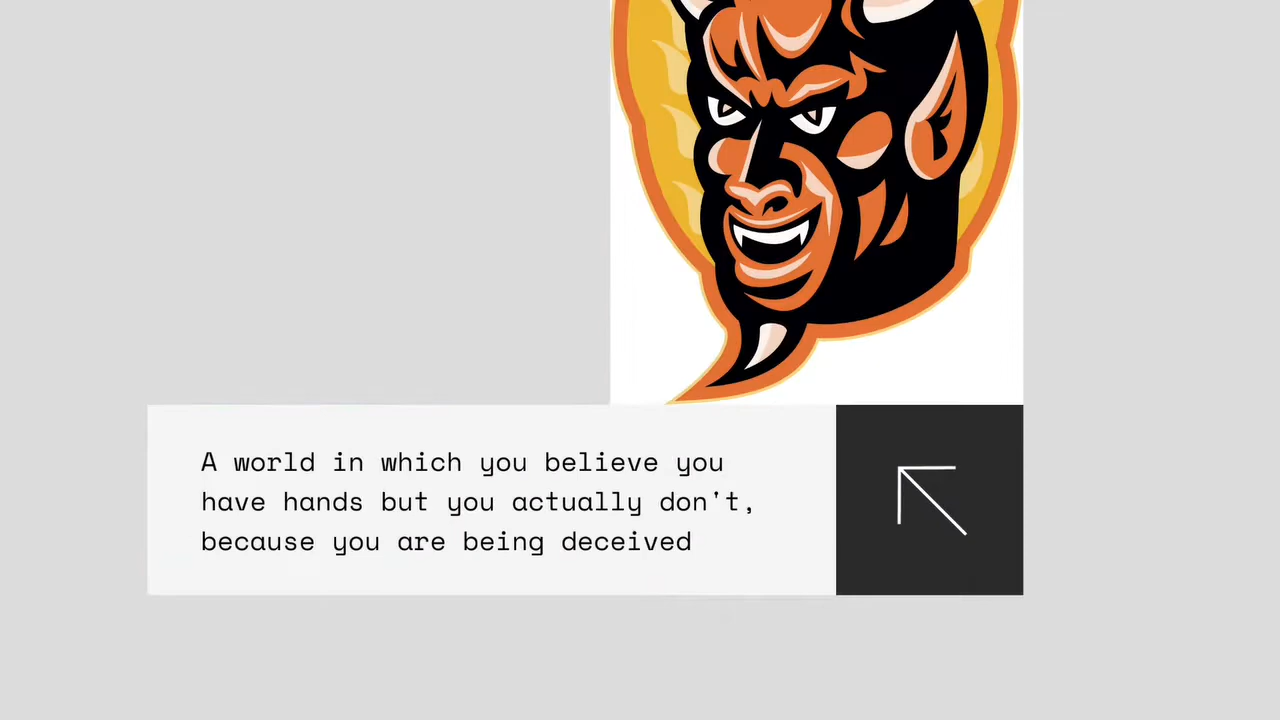 A world in which you believe you
have hands but you actually don't,
because you are being deceived